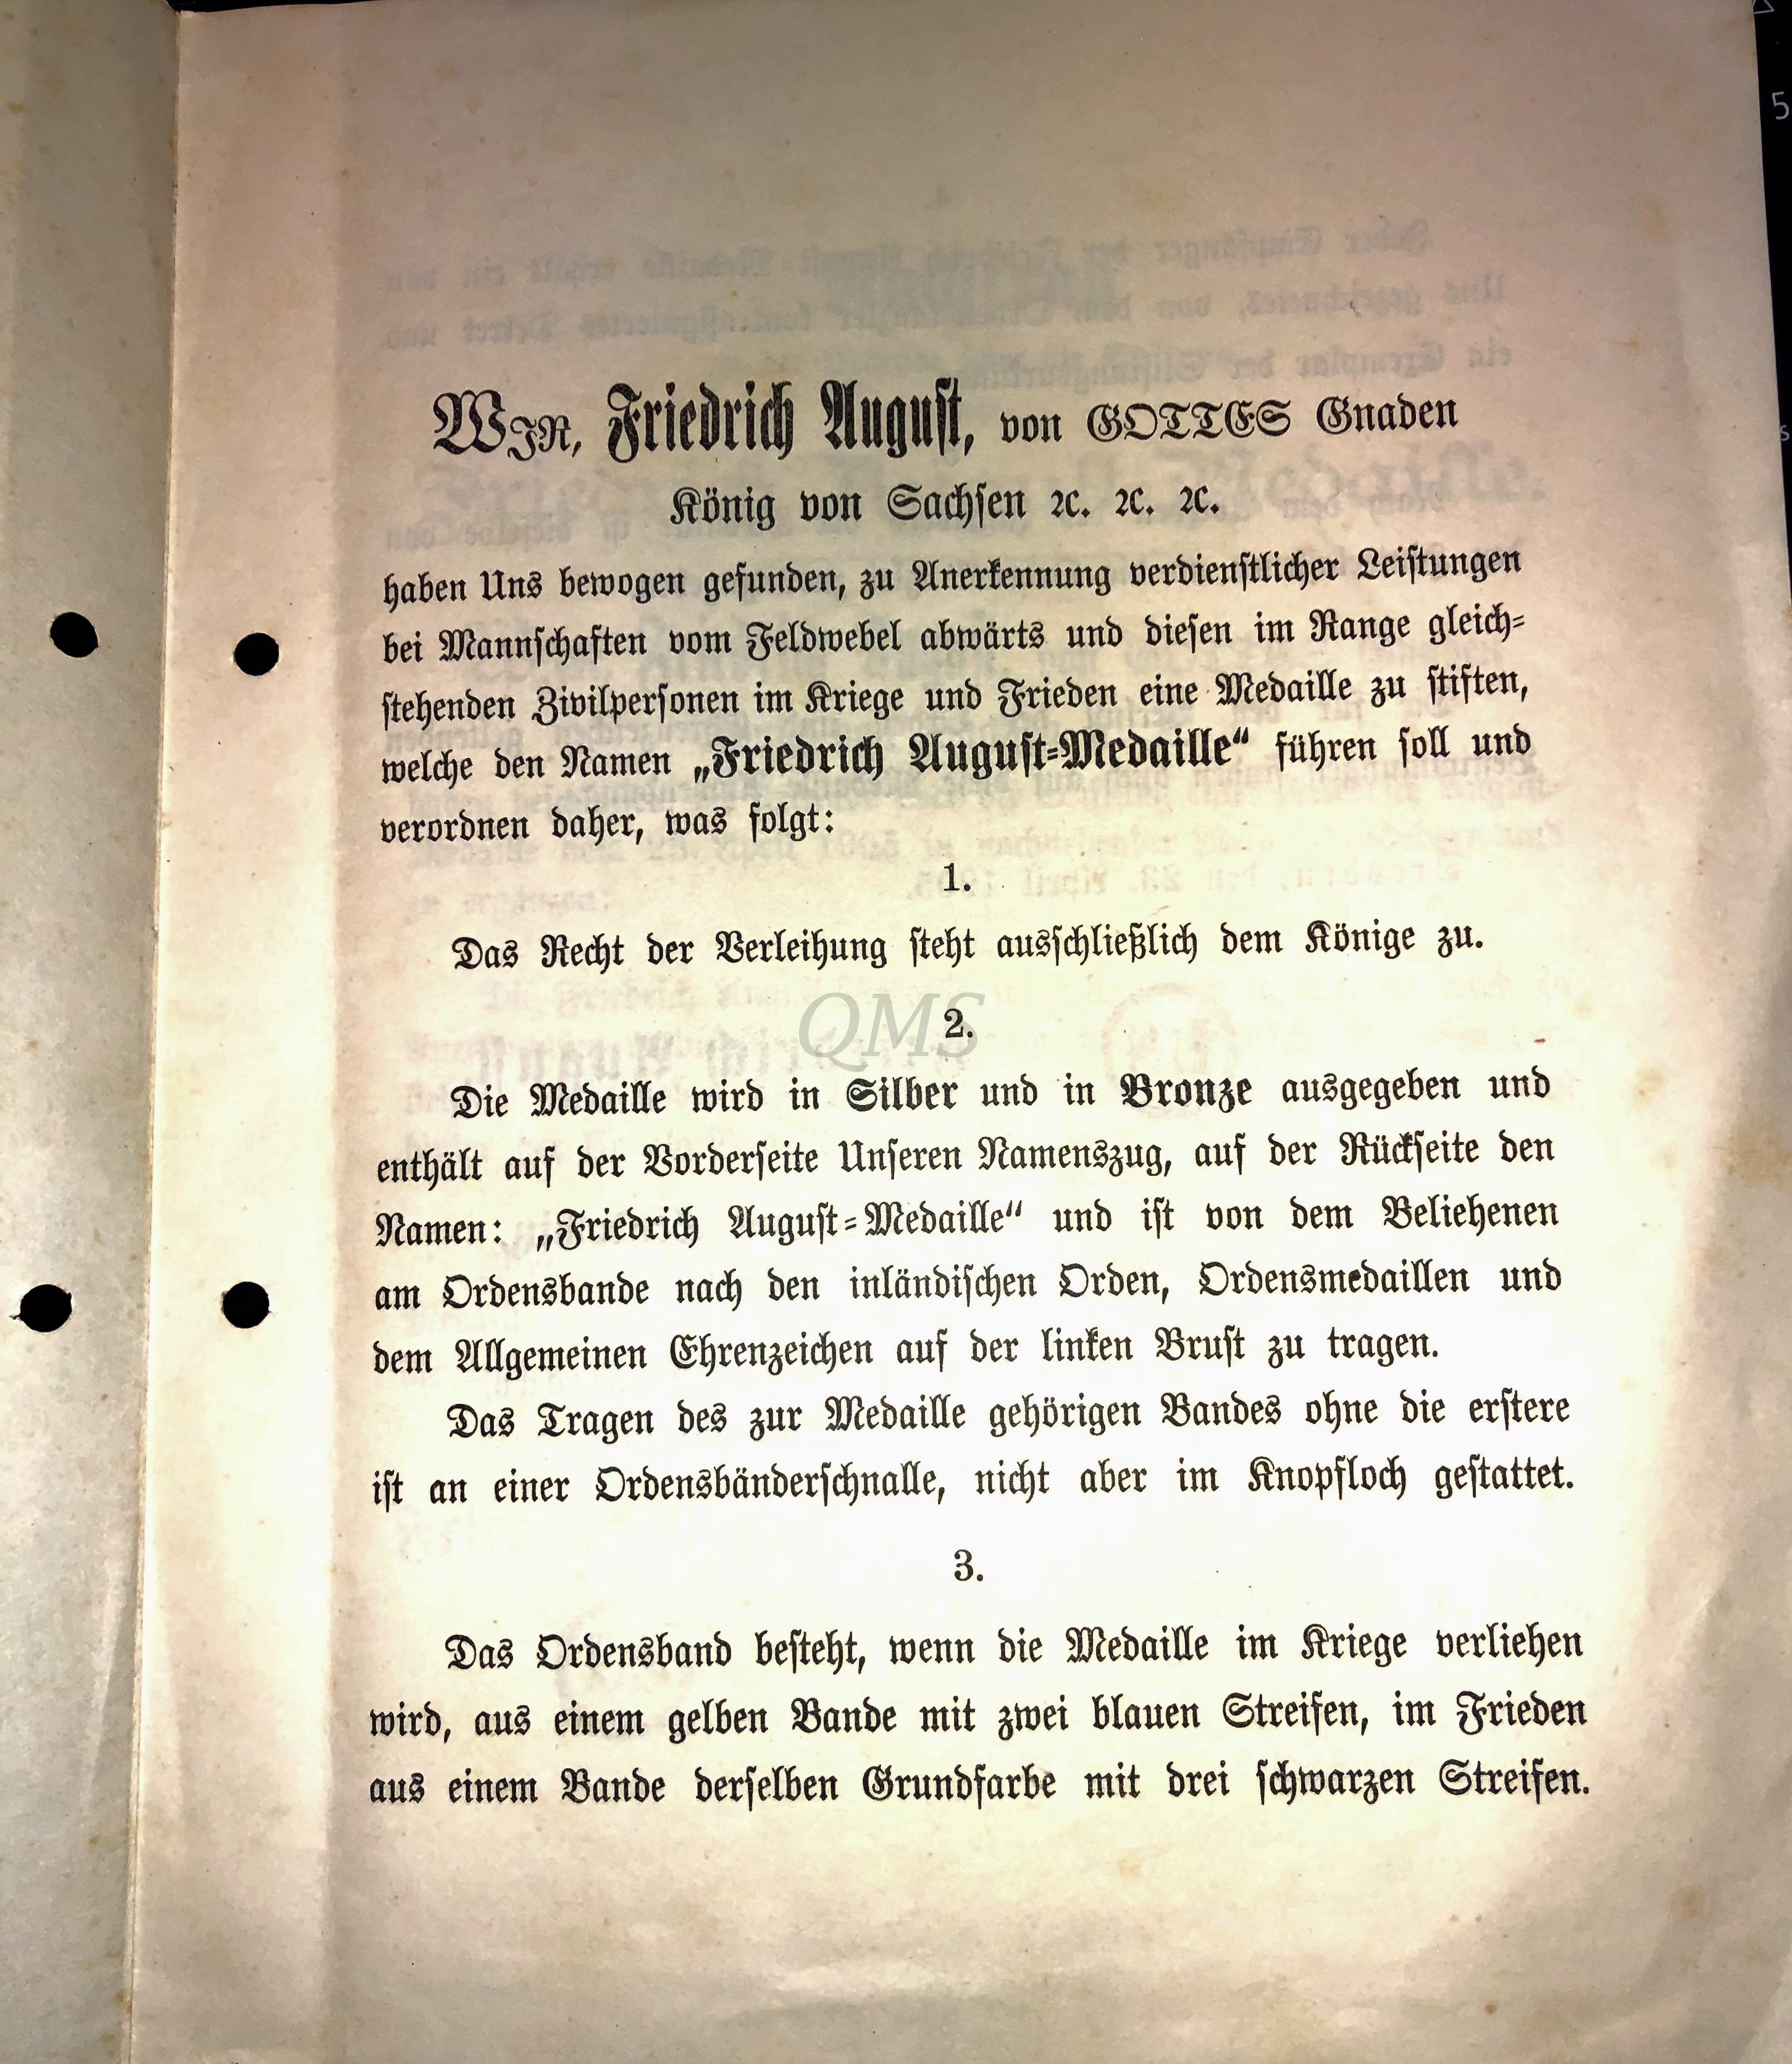 WIR, Friedrich August, von GOTTES Gnaden
König von Sachsen ꝛc. ꝛc. ꝛc.
haben Uns bewogen gefunden, zu Anerkennung verdienstlicher Leistungen
bei Mannschaften vom Feldwebel abwärts und diesen im Range gleich-
stehenden Zivilpersonen im Kriege und Frieden eine Medaille zu stiften,
welche den Namen „Friedrich August-Medaille“ führen soll und
verordnen daher, was folgt:
1.
Das Recht der Verleihung steht ausschließlich dem Könige zu.
QMS
2.
Die Medaille wird in Silber und in Bronze ausgegeben und
enthält auf der Vorderseite Unseren Namenszug, auf der Rückseite den
Namen: „Friedrich August-Medaille“ und ist von dem Beliehenen
am Ordensbande nach den inländischen Orden, Ordensmedaillen und
dem Allgemeinen Ehrenzeichen auf der linken Brust zu tragen.
Das Tragen des zur Medaille gehörigen Bandes ohne die erstere
ist an einer Ordensbänderschnalle, nicht aber im Knopfloch gestattet.
3.
Das Ordensband besteht, wenn die Medaille im Kriege verliehen
wird, aus einem gelben Bande mit zwei blauen Streifen, im Frieden
aus einem Bande derselben Grundfarbe mit drei schwarzen Streifen.